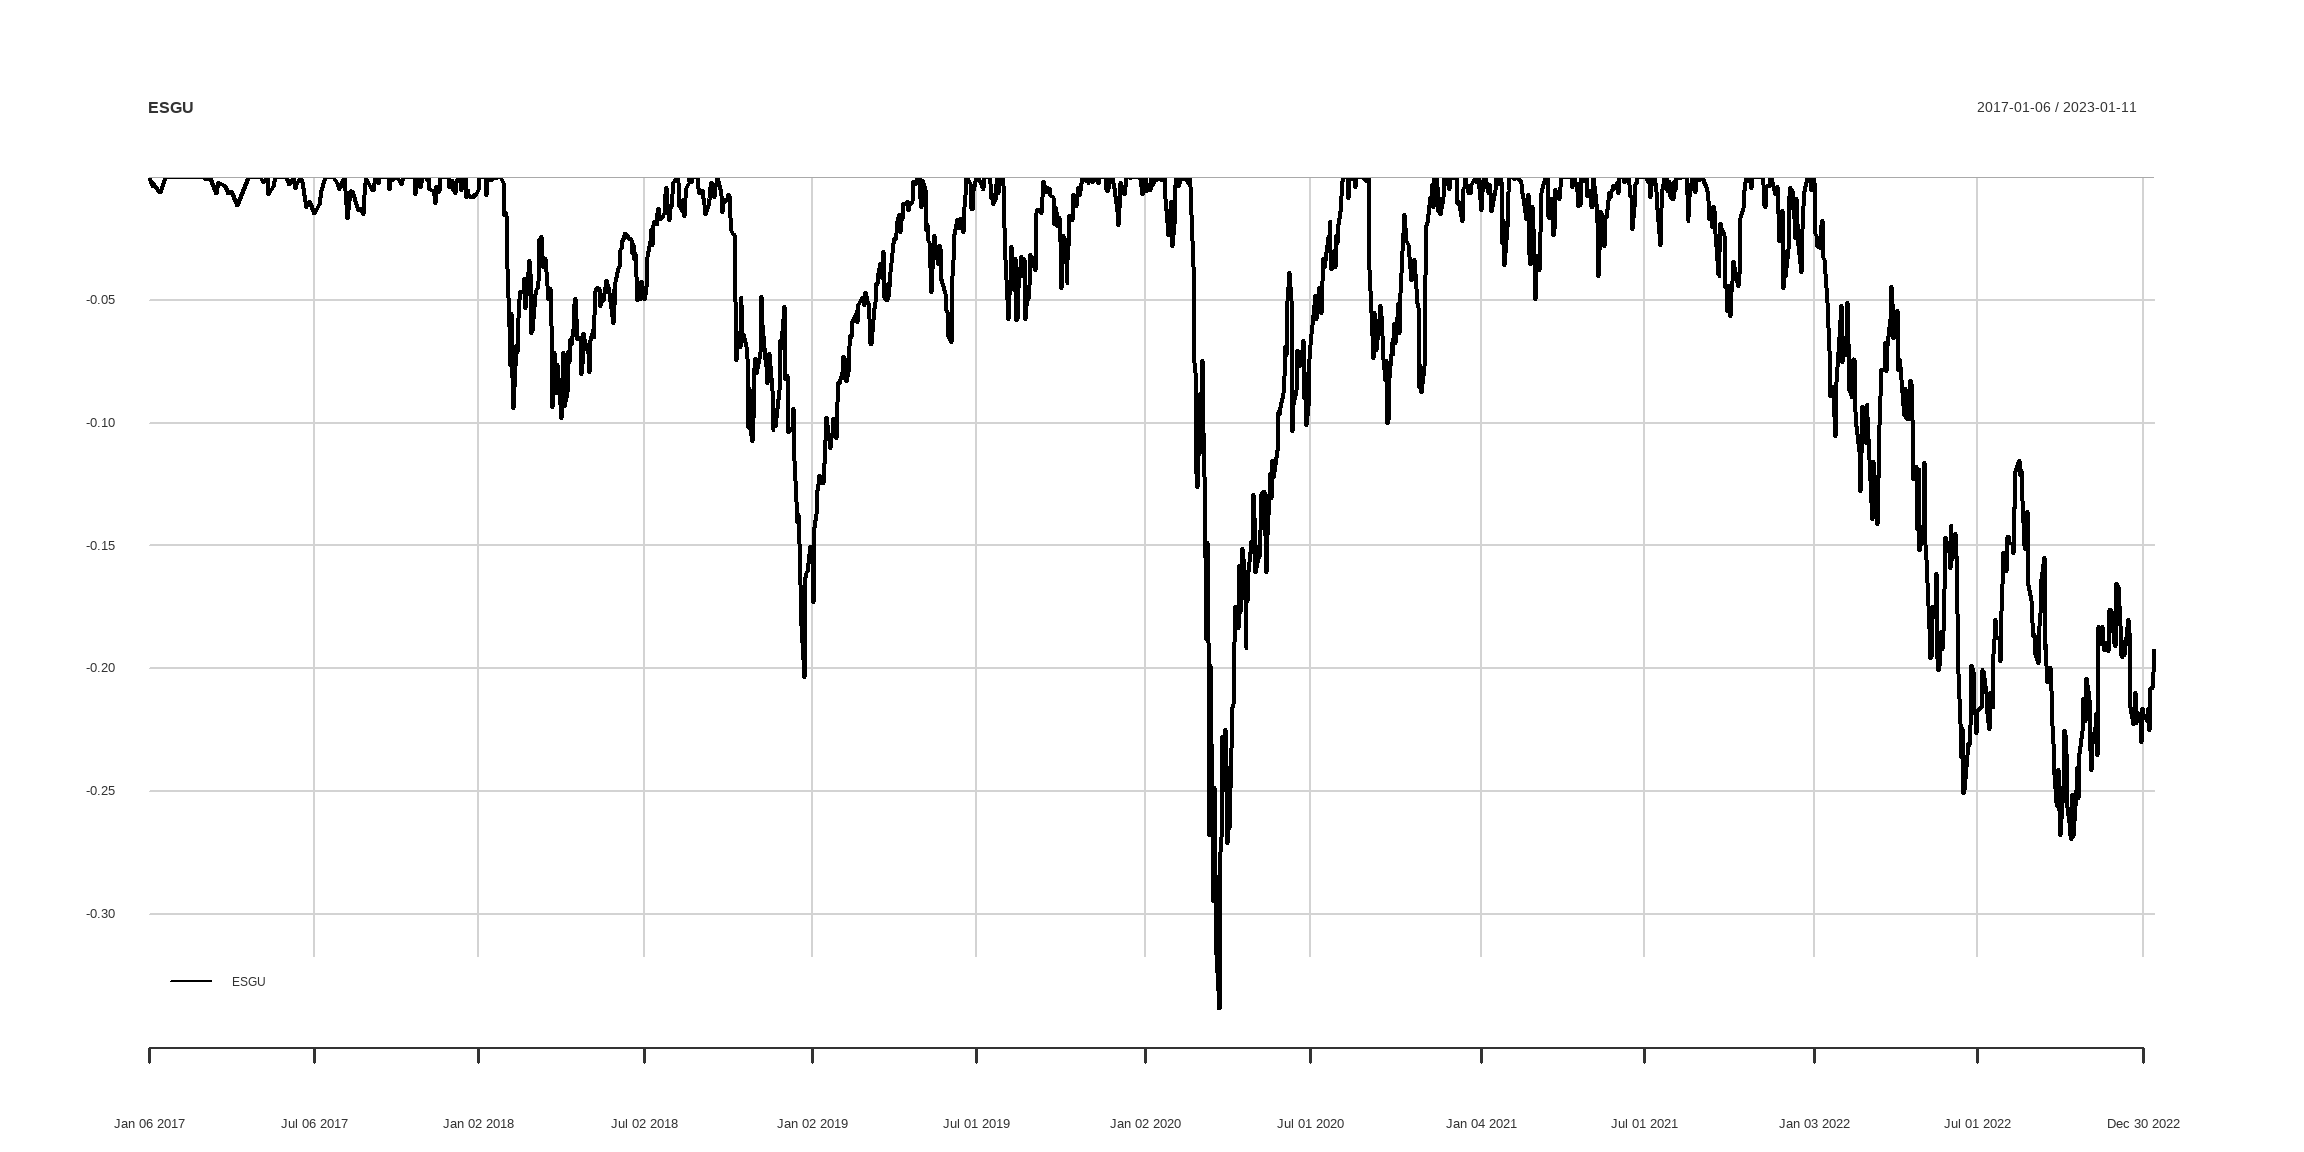 ESGU
2017-01-06 / 2023-01-11
-0.05
-0.10
-0.15
-0.20
-0.25
-0.30
ESGU
Jan 06 2017
Jul 06 2017
Jan 02 2018
Jul 02 2018
Jan 02 2019
Jul 01 2019
Jan 02 2020
Jul 01 2020
Jan 04 2021
Jul 01 2021
Jan 03 2022
Jul 01 2022
Dec 30 2022